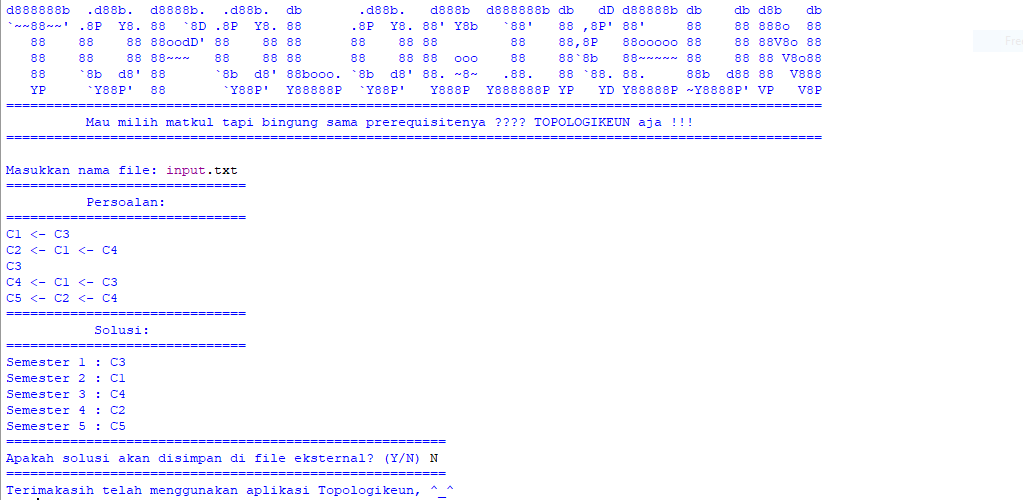 d888888b  .d88b.  d8888b.  .d88b.  db       .d88b.   d888b  d888888b db   dD d88888b db    db d8b   db
`~~88~~' .8P  Y8. 88  `8D .8P  Y8. 88      .8P  Y8. 88' Y8b   `88'   88 ,8P' 88'     88    88 888o  88
   88    88    88 88oodD' 88    88 88      88    88 88         88    88,8P   88ooooo 88    88 88V8o 88
   88    88    88 88~~~   88    88 88      88    88 88  ooo    88    88`8b   88~~~~~ 88    88 88 V8o88
   88    `8b  d8' 88      `8b  d8' 88booo. `8b  d8' 88. ~8~   .88.   88 `88. 88.     88b  d88 88  V888
   YP     `Y88P'  88       `Y88P'  Y88888P  `Y88P'   Y888P  Y888888P YP   YD Y88888P ~Y8888P' VP   V8P
======================================================================================================
Mau milih matkul tapi bingung sama prerequisitenya ???? TOPOLOGIKEUN aja !!!
======================================================================================================
Masukkan nama file: input.txt
==============================
Persoalan:
==============================
C1 <- C3
C2 <- C1 <- C4
C3
C4 <- C1 <- C3
C5 <- C2 <- C4
==============================
Solusi:
==============================
Semester 1 : C3
Semester 2 : C1
Semester 3 : C4
Semester 4 : C2
Semester 5 : C5
=======================================================
Apakah solusi akan disimpan di file eksternal? (Y/N) N
=======================================================
Terimakasih telah menggunakan aplikasi Topologikeun, ^_^